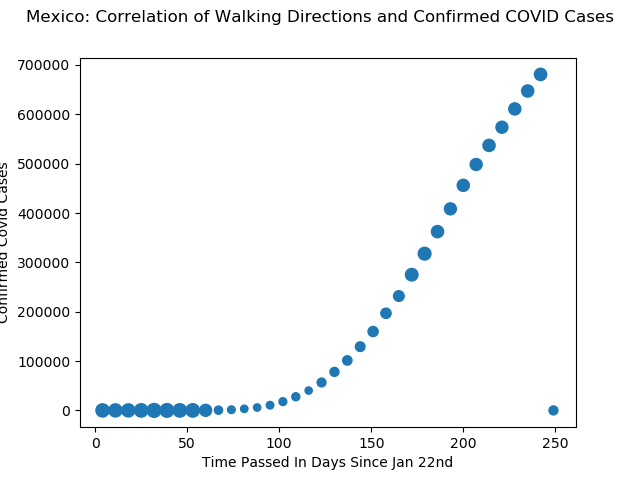 Mexico: Correlation of Walking Directions and Confirmed COVID Cases
700000
600000
500000
400000
300000
200000
100000
0
Confirmed Covid Cases
0 50 100 150 200 250
Time Passed In Days Since Jan 22nd